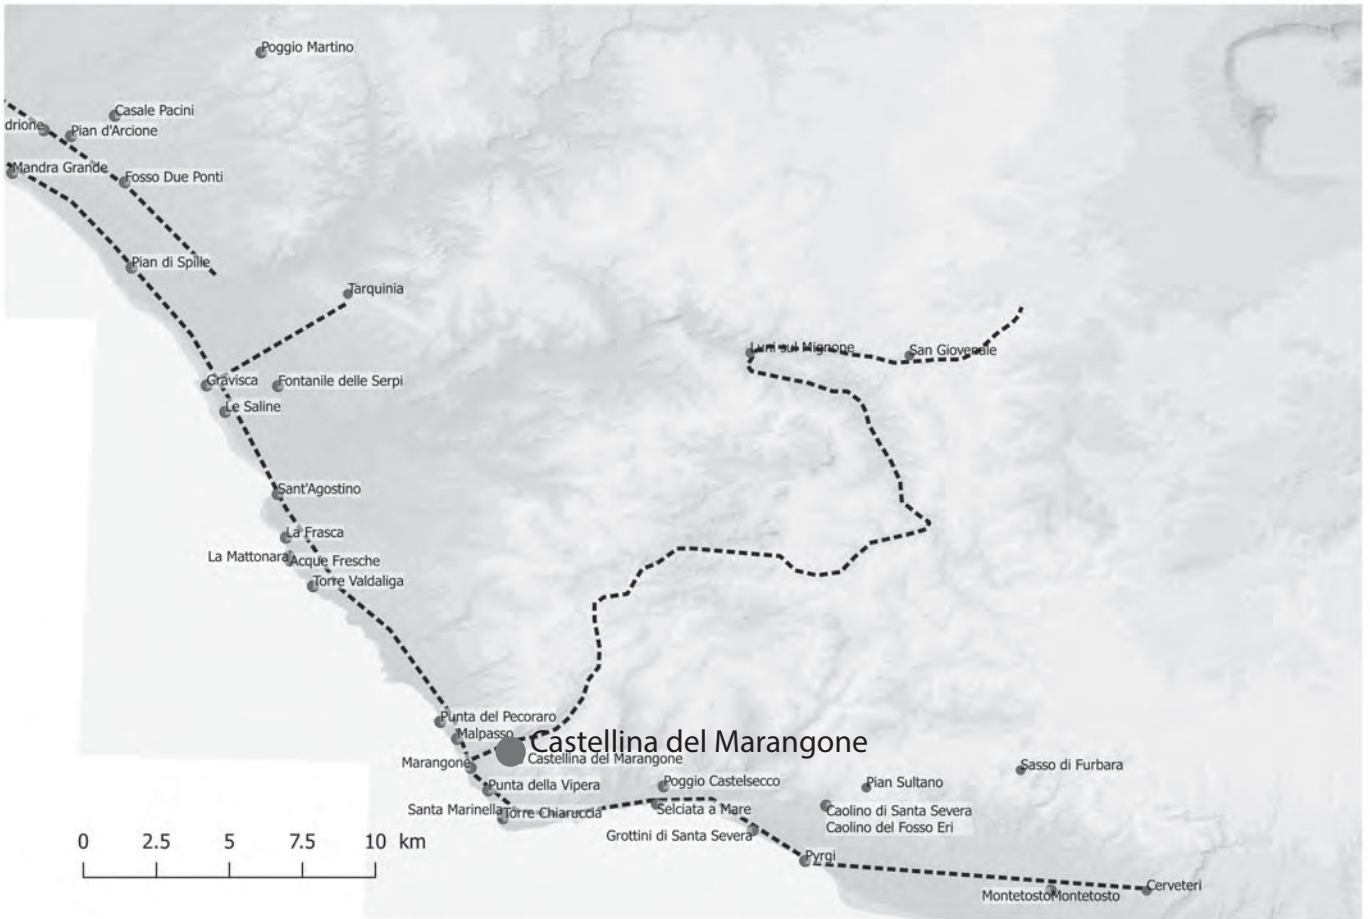 Poggio Martino
Casale Pacini
drione
Pian d'Arcione
Mandra Grande
Fosso Due Ponti
Pian di Spille
Tarquinia
Luni sul Mignone
San Giovenale
Gravisca
Fontanile delle Serpi
Le Saline
Sant'Agostino
La Frasca
La Mattonara
Acque Fresche
Torre Valdaliga
Punta del Pecoraro
Malpasso
Castellina del Marangone
Castellina del Marangone
Marangone
Sasso di Furbara
Punta della Vipera
Poggio Castelsecco
Pian Sultano
Santa Marinella
Torre Chiaruccia
Selciata a Mare
Caolino di Santa Severa
Caolino del Fosso Eri
Grottini di Santa Severa
0 2.5 5 7.5 10 km
Pyrgi
Montetosto
Montetosto
Cerveteri